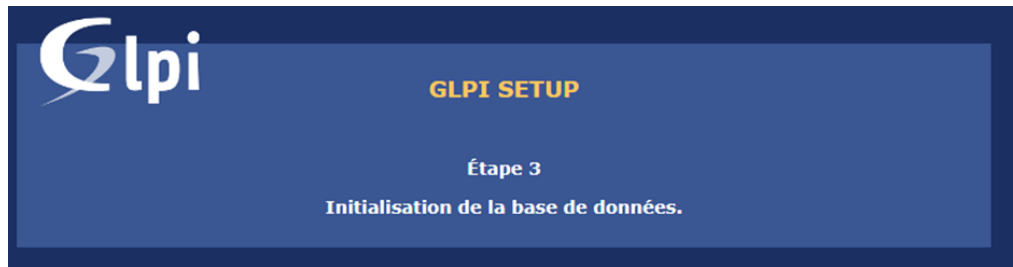 Glpi
GLPI SETUP
Étape 3
Initialisation de la base de données.